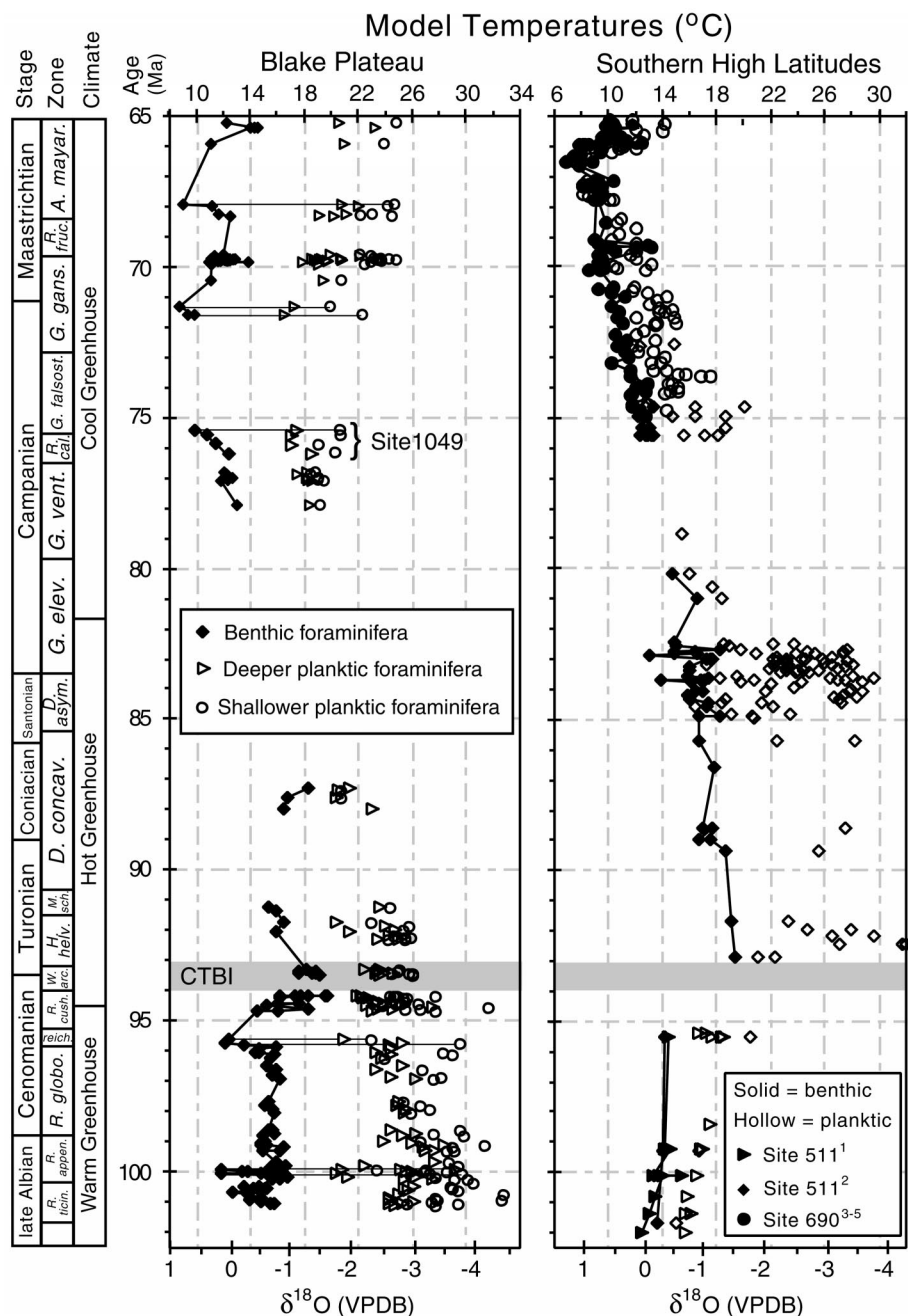 Model Temperatures (°C)
Blake Plateau
Southern High Latitudes
Stage
Zone
Climate
Age
(Ma)
10 14 18 22 26 30 34
6 10 14 18 22 26 30
65
70
75
80
85
90
95
100
Maastrichtian
Campanian
Santonian
Coniacian
Turonian
Cenomanian
late Albian
A. mayar.
R. fruc.
G. gans.
G. falsost.
R. cal.
G. vent.
G. elev.
D. asym.
D. concav.
M. sch.
H. helv.
W. arc.
R. cush.
reich.
R. globo.
R. appen.
R. ticin.
Cool Greenhouse
Hot Greenhouse
Warm Greenhouse
} Site1049
Benthic foraminifera
Deeper planktic foraminifera
Shallower planktic foraminifera
CTBI
Solid = benthic
Hollow = planktic
Site 511¹
Site 511²
Site 690³⁻⁵
1 0 -1 -2 -3 -4 -5
1 0 -1 -2 -3 -4
δ¹⁸O (VPDB)
δ¹⁸O (VPDB)